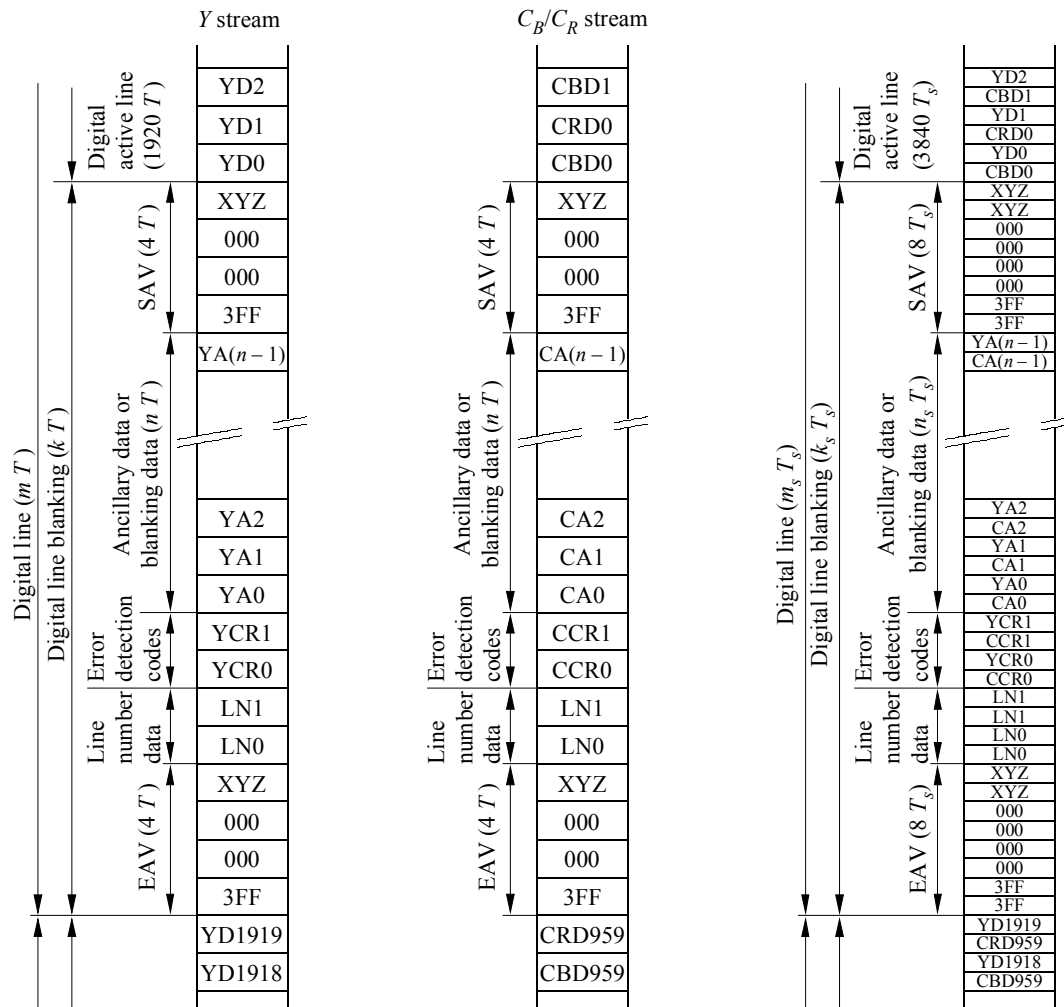 Y stream
YD2
YD1
YD0
XYZ
000
000
3FF
YA(n – 1)
YA2
YA1
YA0
YCR1
YCR0
LN1
LN0
XYZ
000
000
3FF
YD1919
YD1918
Digital line (m T)
Digital line blanking (k T)
Digital
active line
(1920 T)
SAV (4 T)
Ancillary data or
blanking data (n T)
Error
detection
codes
Line
number
data
EAV (4 T)
C_B/C_R stream
CBD1
CRD0
CBD0
XYZ
000
000
3FF
CA(n – 1)
CA2
CA1
CA0
CCR1
CCR0
LN1
LN0
XYZ
000
000
3FF
CRD959
CBD959
SAV (4 T)
Ancillary data or
blanking data (n T)
Error
detection
codes
Line
number
data
EAV (4 T)
YD2
CBD1
YD1
CRD0
YD0
CBD0
XYZ
XYZ
000
000
000
000
3FF
3FF
YA(n – 1)
CA(n – 1)
YA2
CA2
YA1
CA1
YA0
CA0
YCR1
CCR1
YCR0
CCR0
LN1
LN1
LN0
LN0
XYZ
XYZ
000
000
000
000
3FF
3FF
YD1919
CRD959
YD1918
CBD959
Digital line (m_s T_s)
Digital line blanking (k_s T_s)
Digital
active line
(3840 T_s)
SAV (8 T_s)
Ancillary data or
blanking data (n_s T_s)
Error
detection
codes
Line
number
data
EAV (8 T_s)